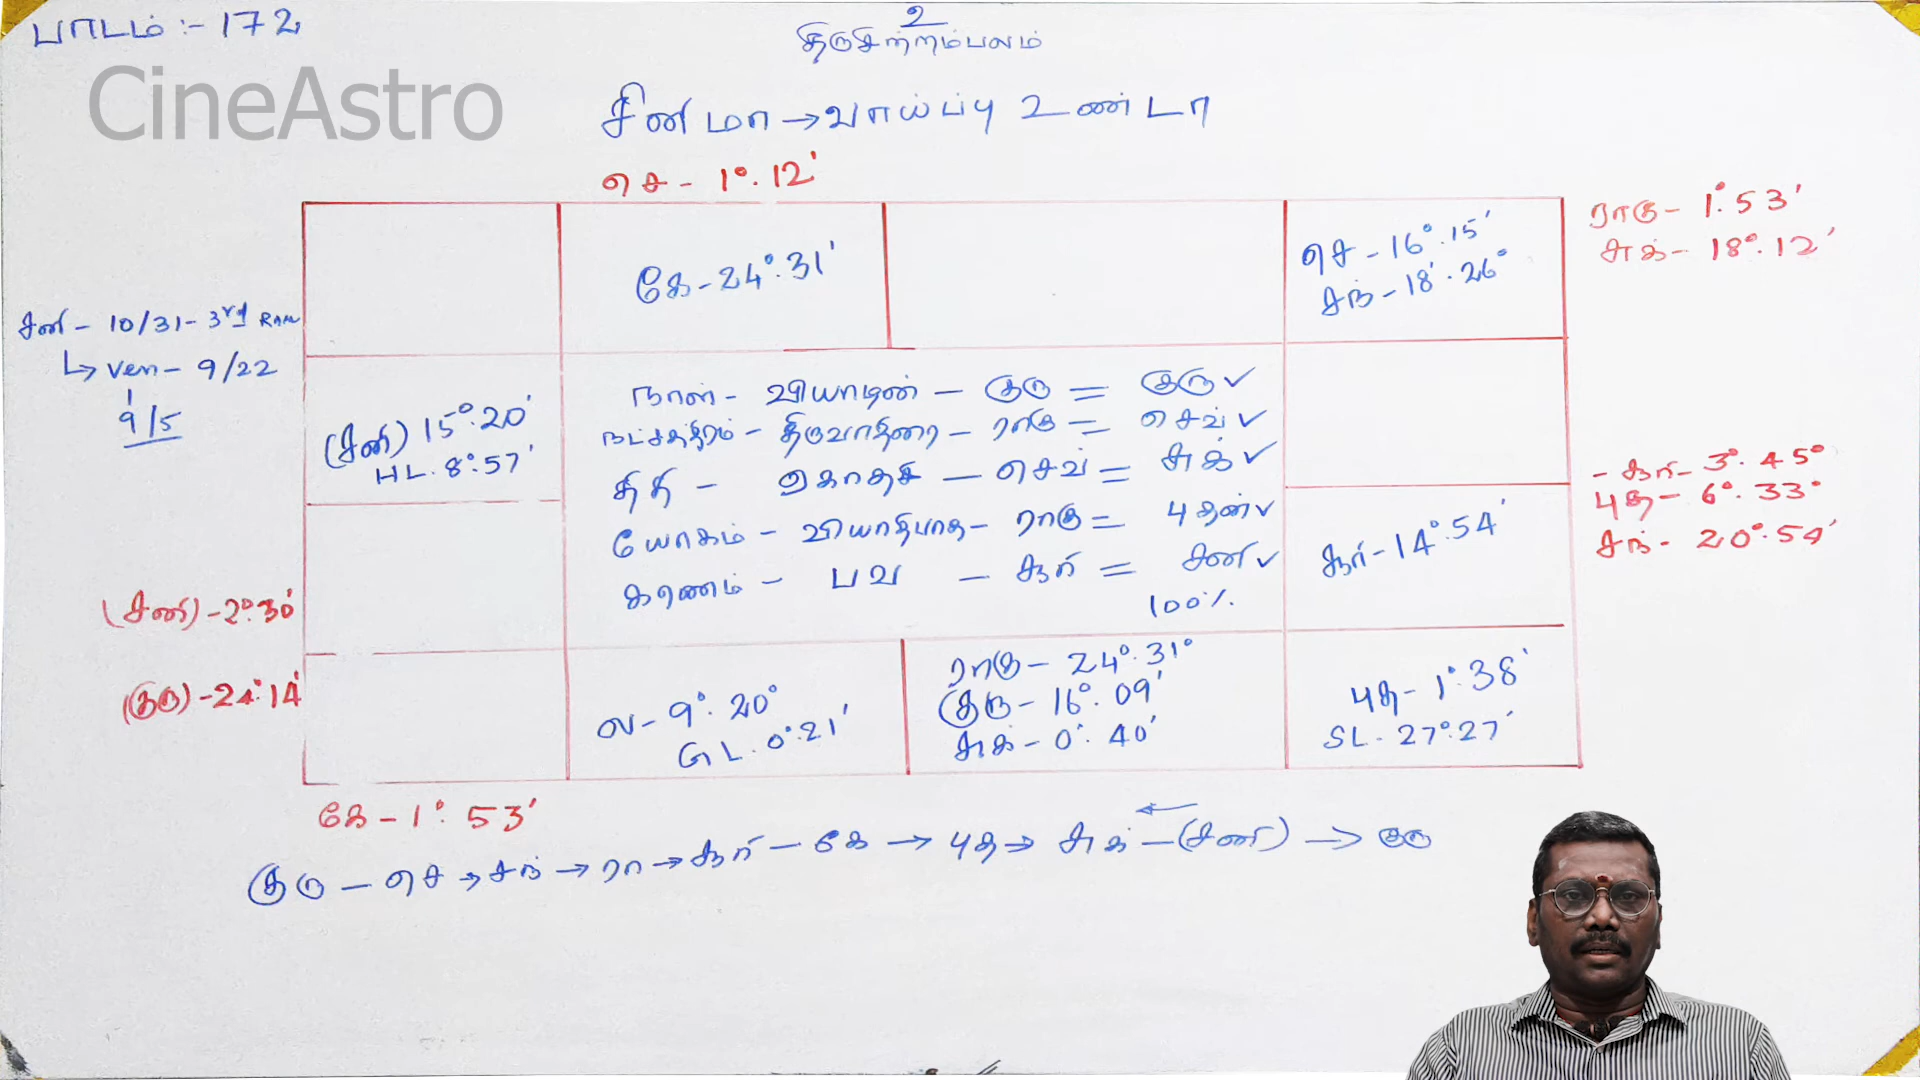 பாடம் :- 172
உ
திருசிற்றம்பலம்
CineAstro
சினிமா → வாய்ப்பு உண்டா
செ - 1°.12'
ராகு - 1°.53'
சுக் - 18°.12'
கே - 24°.31'
செ - 16°.15'
சந் - 18'.26°
சனி - 10/31 - 3rd
↳ Ven - 9/22
9/5
(சனி) 15°.20'
HL. 8°.57'
நாள் - வியாழன் - குரு = குரு ✓
நட்சத்திரம் - திருவாதிரை - ராகு = செவ் ✓
திதி - ஏகாதசி - செவ் = சுக் ✓
யோகம் - வியாதிபாத - ராகு = புதன் ✓
கரணம் - பவ - சூரி = சனி ✓
100%
- சூரி - 3°.45°
புத - 6°.33°
சந் - 20°.54'
சூரி - 14°.54'
(சனி) - 2°.30'
(குரு) - 24°.14'
ல - 9°.20°
GL. 0°.21'
ராகு - 24°.31°
குரு - 16°.09'
சுக் - 0°.40'
புத - 1°.38'
SL. 27°.27'
கே - 1°.53'
குரு - செ → சந் → ரா → சூரி - கே → புத → சுக் - (சனி) → குரு